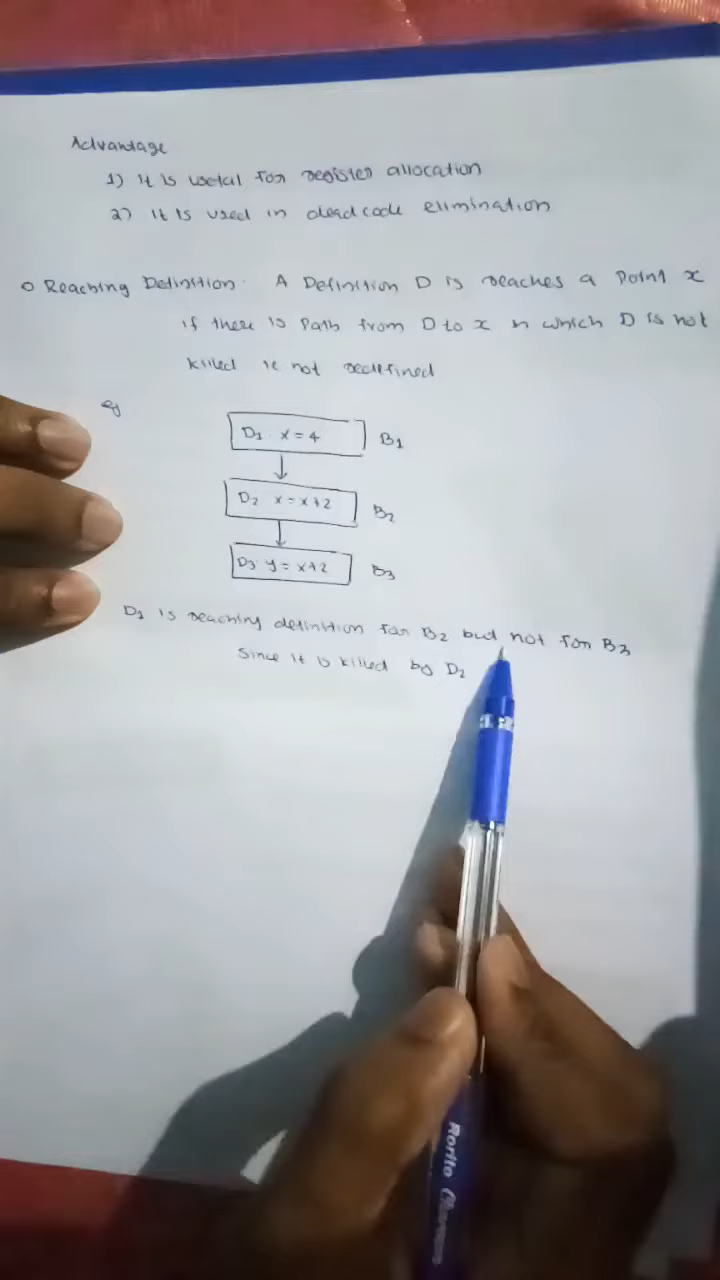 Advantage
1) It is useful for register allocation
2) It is used in deadcode elimination
o Reaching Definition: A Definition D is reaches a Point x
if there is Path from D to x in which D is not
killed ie not redefined
eg
D1 x = 4 B1
D2 x = x+2 B2
D3 y = x+2 B3
D1 is reaching definition for B2 but not for B3
Since it is killed by D2
Rorito